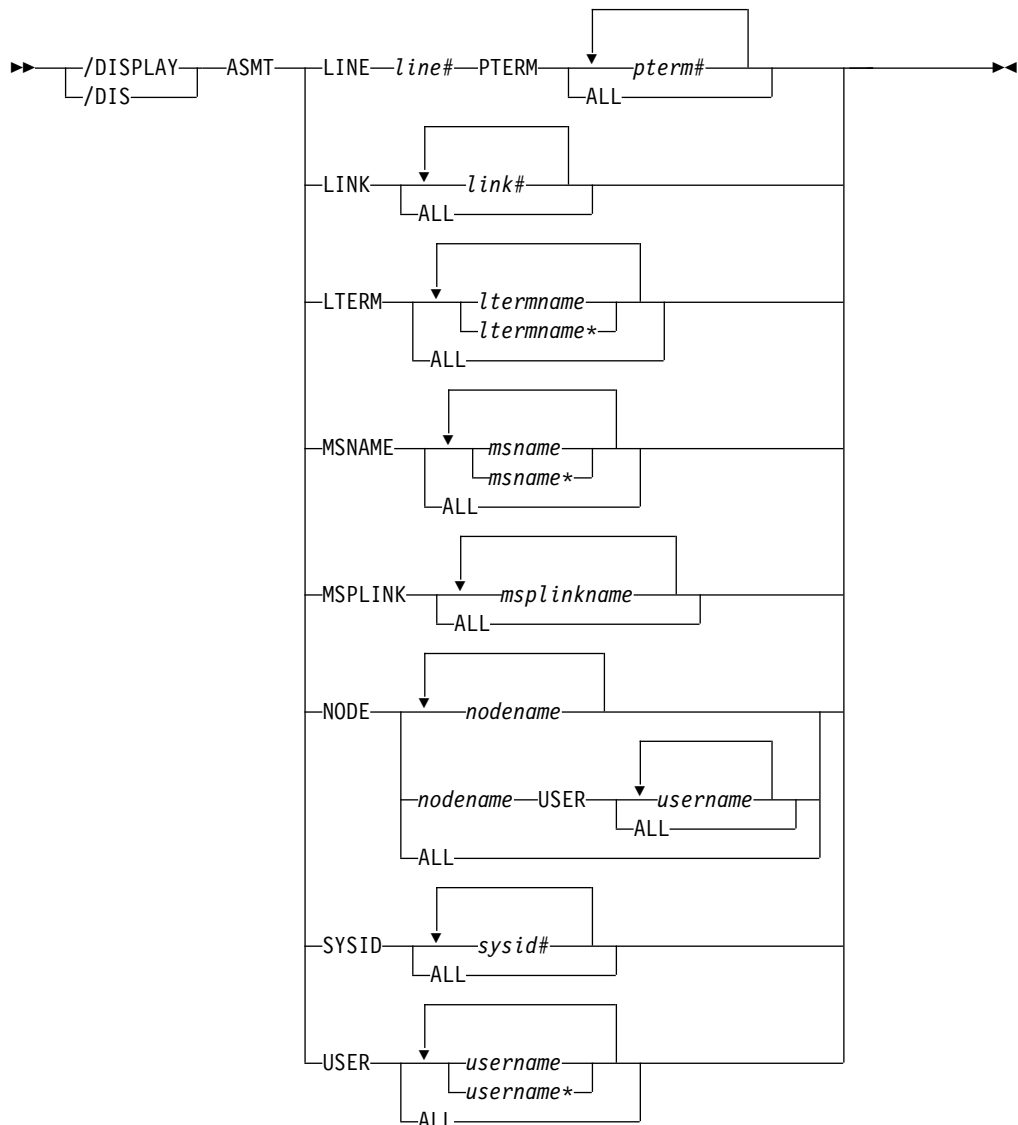 /DISPLAY ASMT LINE line# PTERM pterm#
/DIS ALL
LINK link#
ALL
LTERM ltermname
ltermname*
ALL
MSNAME msname
msname*
ALL
MSPLINK msplinkname
ALL
NODE nodename
nodename USER username
ALL
ALL
SYSID sysid#
ALL
USER username
username*
ALL